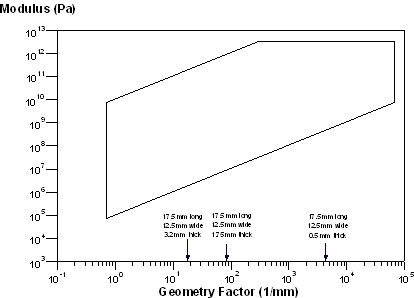 Modulus (Pa)
10^13
10^12
10^11
10^10
10^9
10^8
10^7
10^6
10^5
10^4
10^3
17.5 mm long 17.5 mm long 17.5 mm long
12.5 mm wide 12.5 mm wide 12.5 mm wide
3.2 mm thick 1.75 mm thick 0.5 mm thick
10^-1 10^0 10^1 10^2 10^3 10^4 10^5
Geometry Factor (1/mm)